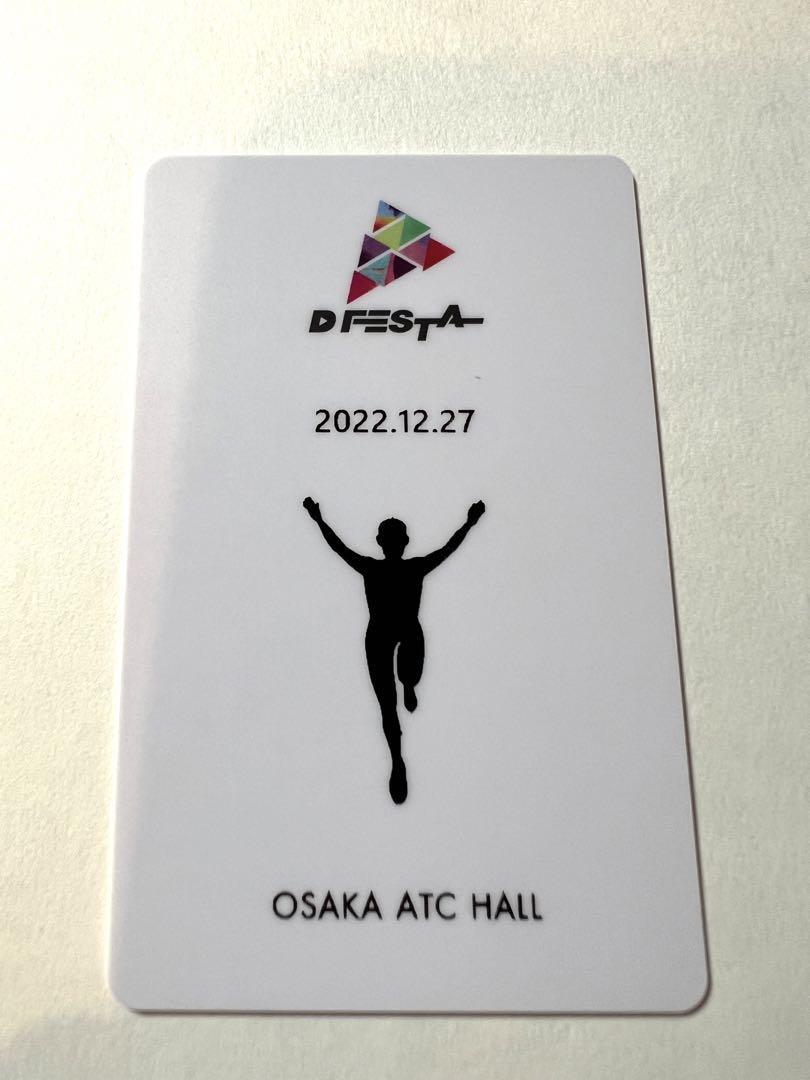 D FESTA
2022.12.27
OSAKA ATC HALL